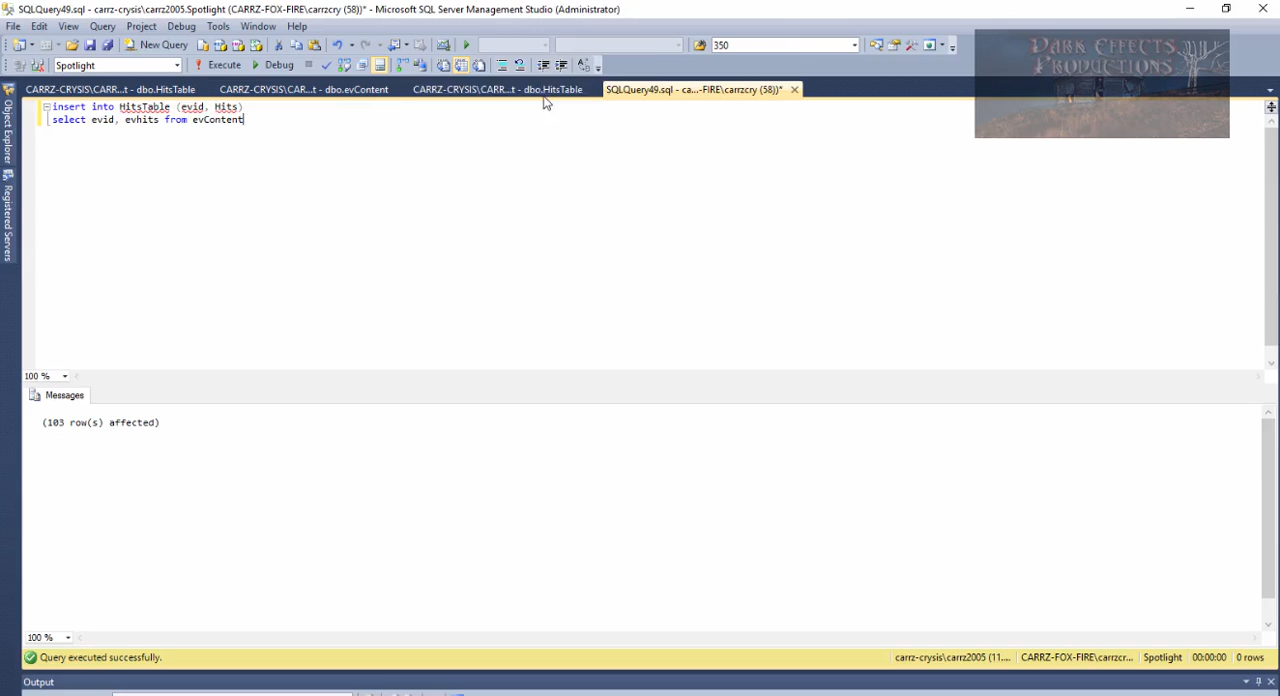 SQLQuery49.sql - carrz-crysis\carrz2005.Spotlight (CARRZ-FOX-FIRE\carrzcry (58))* - Microsoft SQL Server Management Studio (Administrator)
File Edit View Query Project Debug Tools Window Help
New Query 350
Spotlight Execute Debug
CARRZ-CRYSIS\CAR...t - dbo.HitsTable CARRZ-CRYSIS\CAR...t - dbo.evContent CARRZ-CRYSIS\CAR...t - dbo.HitsTable SQLQuery49.sql - ca...-FIRE\carrzcry (58))*
DARK EFFECTS
PRODUCTIONS
Object Explorer
Registered Servers
insert into HitsTable (evid, Hits)
select evid, evhits from evContent
100 %
Messages
(103 row(s) affected)
100 %
Query executed successfully. carrz-crysis\carrz2005 (11.... CARRZ-FOX-FIRE\carrzcr... Spotlight 00:00:00 0 rows
Output